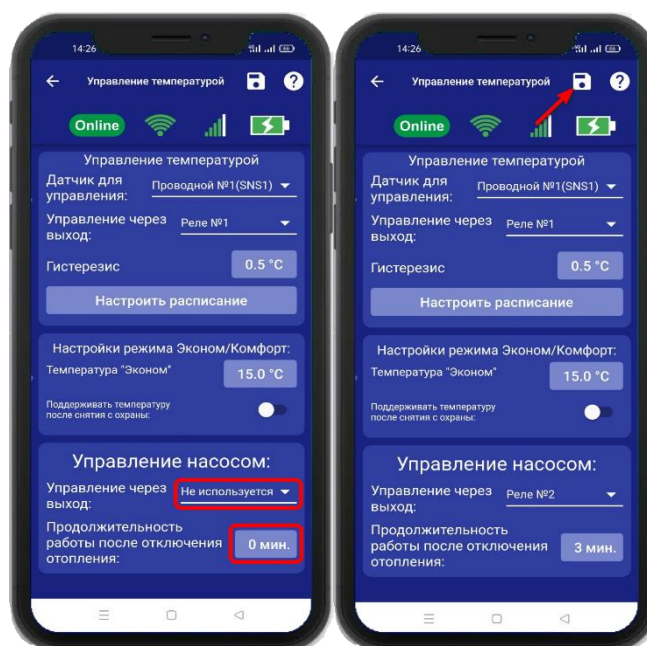 14:26
Управление температурой
?
Online
Управление температурой
Датчик для
управления:
Проводной №1(SNS1)
Управление через
выход:
Реле №1
Гистерезис
0.5 °C
Настроить расписание
Настройки режима Эконом/Комфорт:
Температура "Эконом"
15.0 °C
Поддерживать температуру
после снятия с охраны:
Управление насосом:
Управление через
выход:
Не используется
Продолжительность
работы после отключения
отопления:
0 мин.
14:26
Управление температурой
?
Online
Управление температурой
Датчик для
управления:
Проводной №1(SNS1)
Управление через
выход:
Реле №1
Гистерезис
0.5 °C
Настроить расписание
Настройки режима Эконом/Комфорт:
Температура "Эконом"
15.0 °C
Поддерживать температуру
после снятия с охраны:
Управление насосом:
Управление через
выход:
Реле №2
Продолжительность
работы после отключения
отопления:
3 мин.